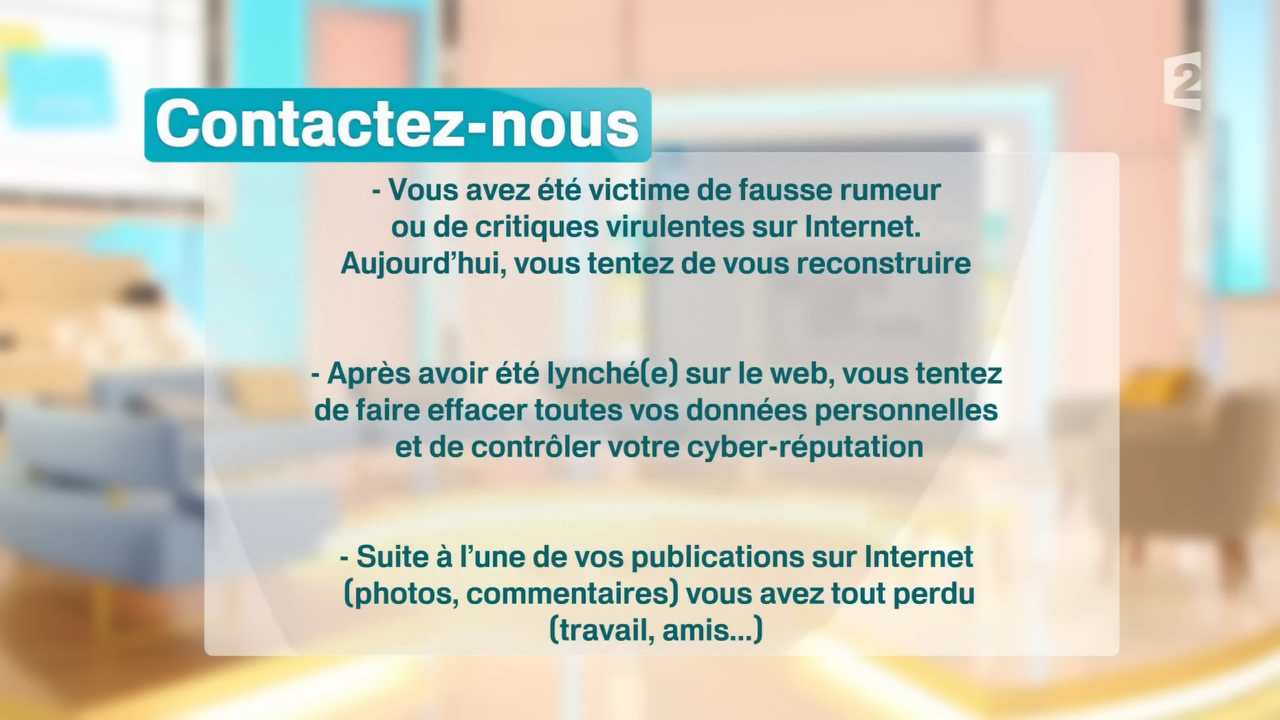 2
Contactez-nous
- Vous avez été victime de fausse rumeur
ou de critiques virulentes sur Internet.
Aujourd’hui, vous tentez de vous reconstruire
- Après avoir été lynché(e) sur le web, vous tentez
de faire effacer toutes vos données personnelles
et de contrôler votre cyber-réputation
- Suite à l’une de vos publications sur Internet
(photos, commentaires) vous avez tout perdu
(travail, amis...)